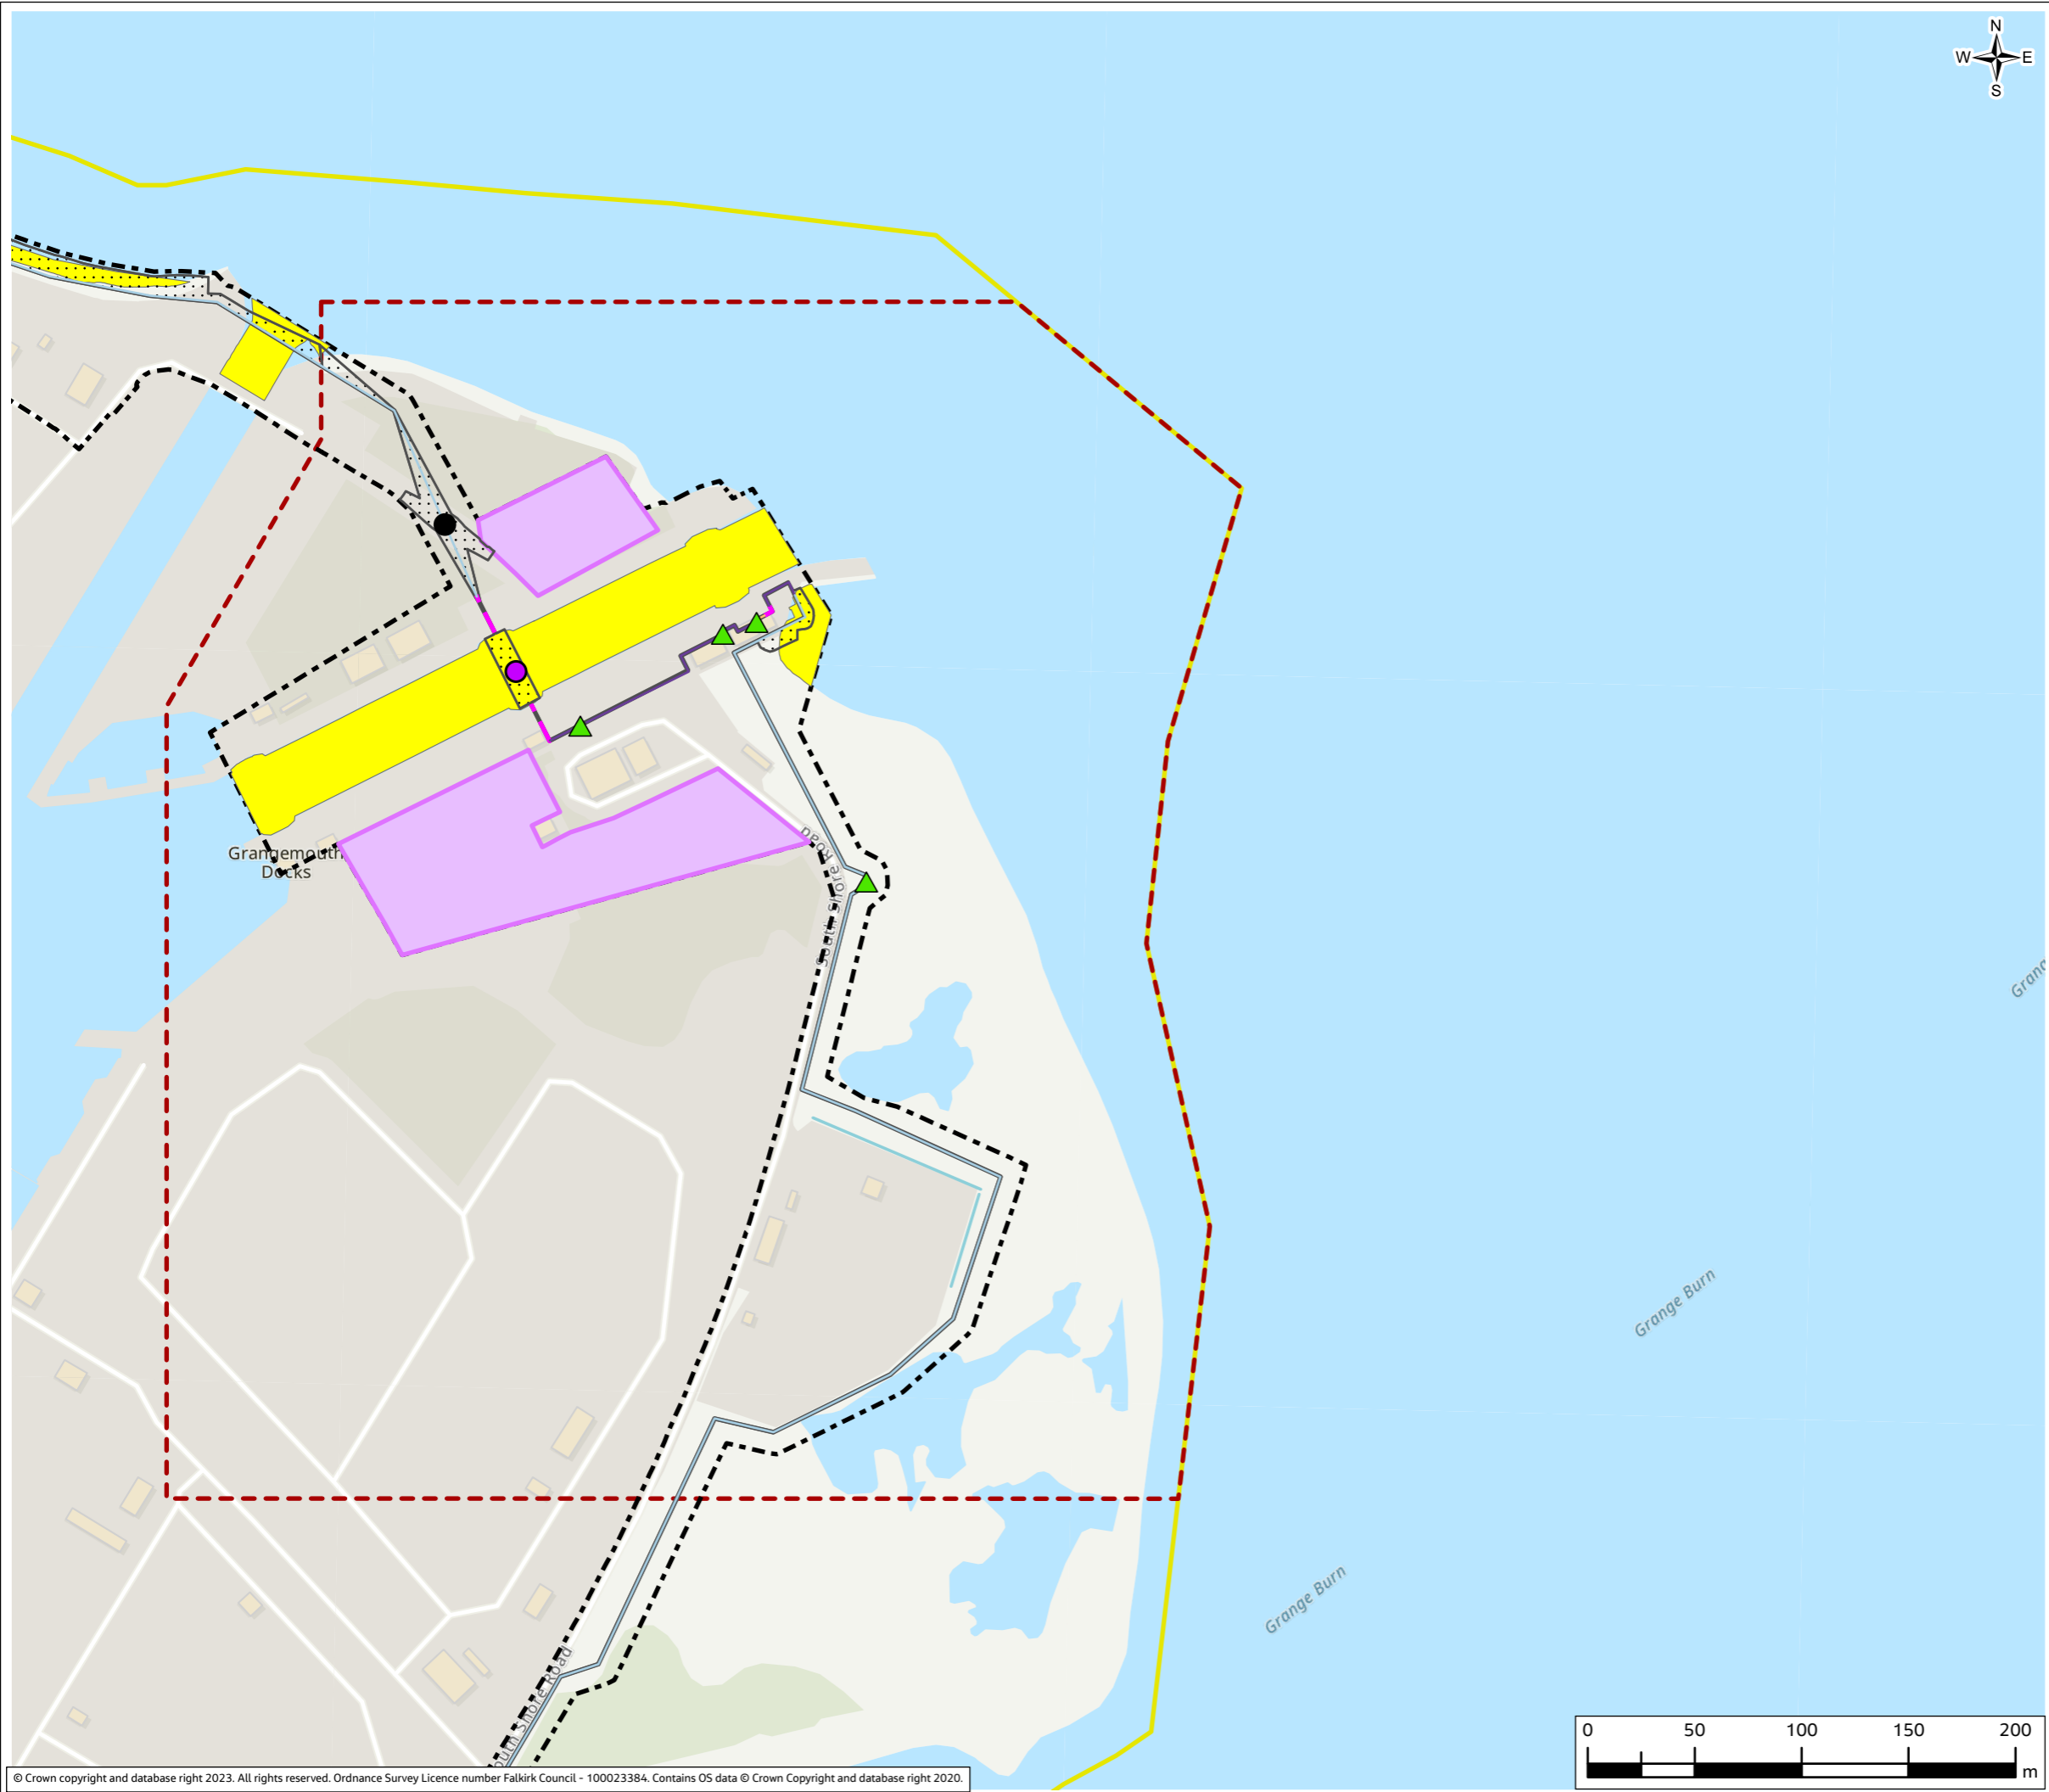 N
W E
S
Grangemouth
Docks
South Shore Road
Grang
Grange Burn
Grange Burn
outh Shore Road
0 50 100 150 200
m
© Crown copyright and database right 2023. All rights reserved. Ordnance Survey Licence number Falkirk Council - 100023384. Contains OS data © Crown Copyright and database right 2020.